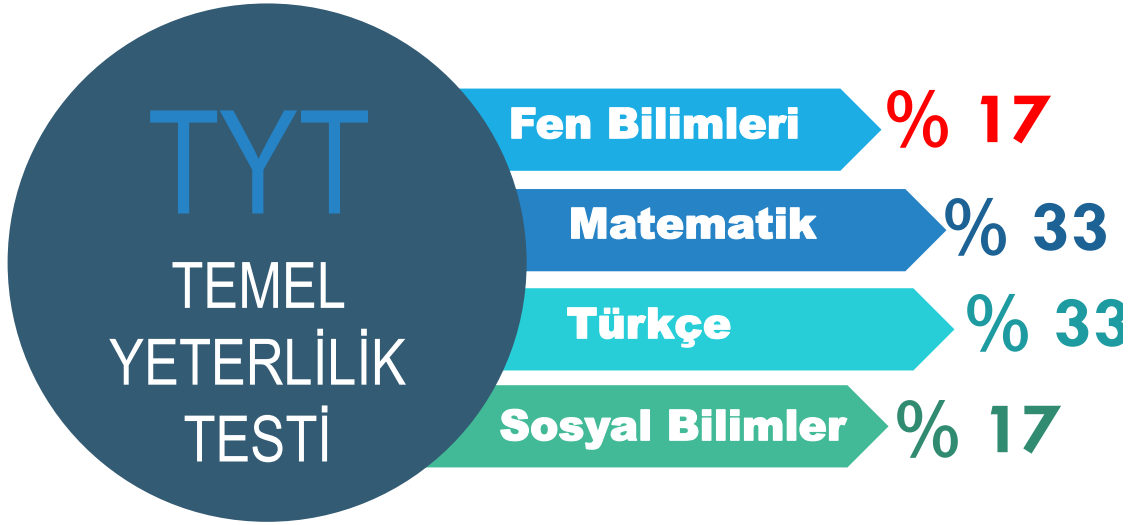 TYT
TEMEL
YETERLİLİK
TESTİ
Fen Bilimleri % 17
Matematik % 33
Türkçe % 33
Sosyal Bilimler % 17